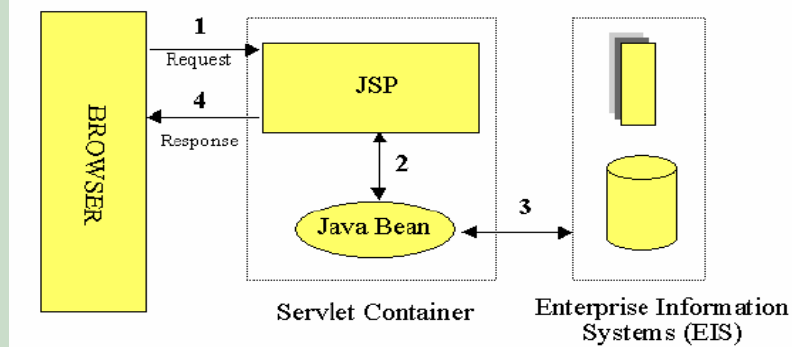 1
Request
4
Response
BROWSER
JSP
2
Java Bean
3
Servlet Container
Enterprise Information
Systems (EIS)